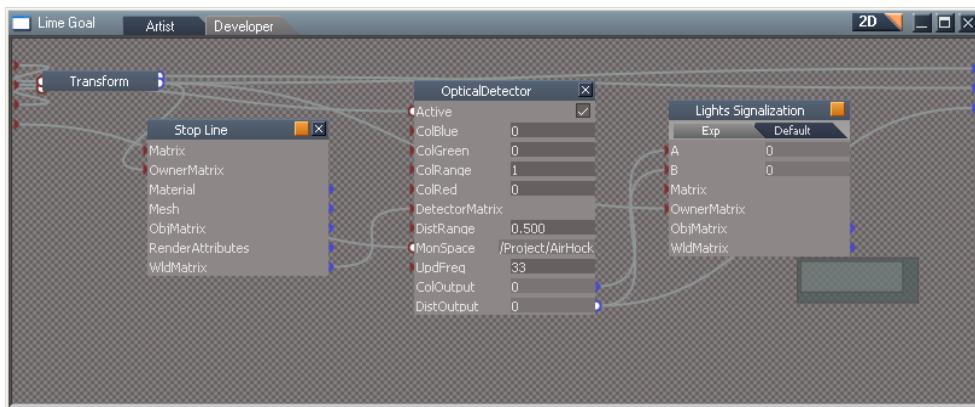 Lime Goal Artist Developer 2D
Transform
OpticalDetector
Active
ColBlue 0
ColGreen 0
ColRange 1
ColRed 0
DetectorMatrix
DistRange 0.500
MonSpace /Project/AirHock
UpdFreq 33
ColOutput 0
DistOutput 0
Stop Line
Matrix
OwnerMatrix
Material
Mesh
ObjMatrix
RenderAttributes
WldMatrix
Lights Signalization
Exp Default
A 0
B 0
Matrix
OwnerMatrix
ObjMatrix
WldMatrix